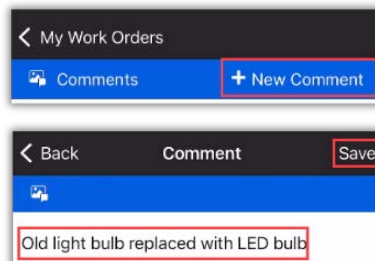 My Work Orders
Comments + New Comment
Back Comment Save
Old light bulb replaced with LED bulb